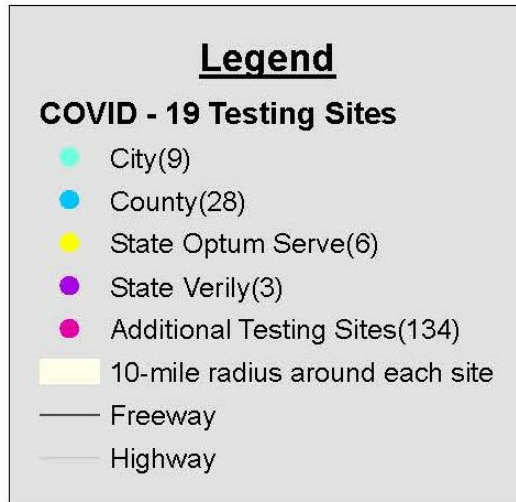 Legend
COVID - 19 Testing Sites
City(9)
County(28)
State Optum Serve(6)
State Verily(3)
Additional Testing Sites(134)
10-mile radius around each site
Freeway
Highway